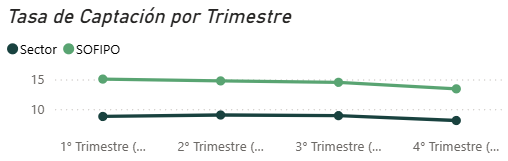 Tasa de Captación por Trimestre
Sector SOFIPO
15
10
1° Trimestre (... 2° Trimestre (... 3° Trimestre (... 4° Trimestre (...